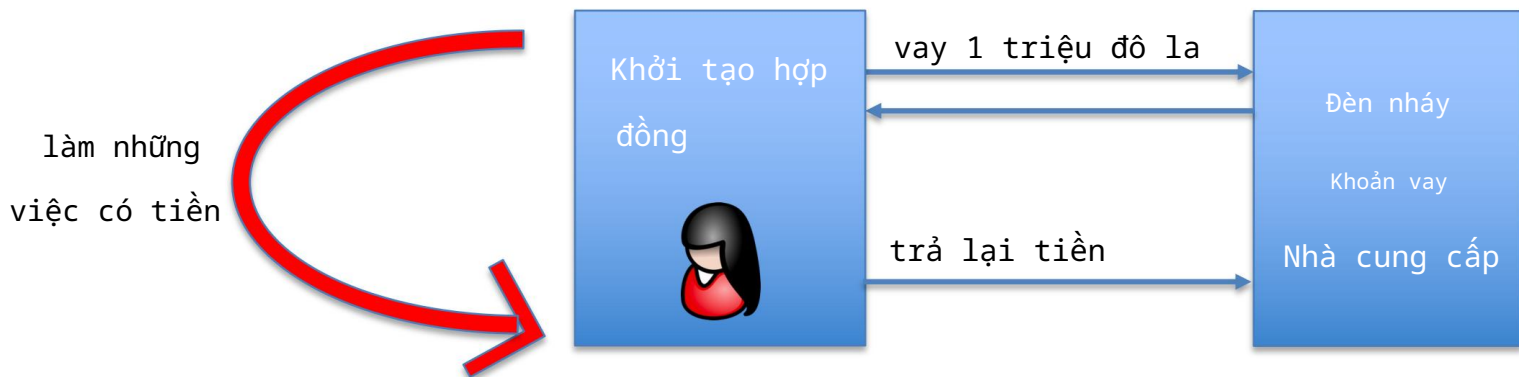 làm những
việc có tiền
Khởi tạo hợp
đồng
vay 1 triệu đô la
trả lại tiền
Đèn nháy
Khoản vay
Nhà cung cấp